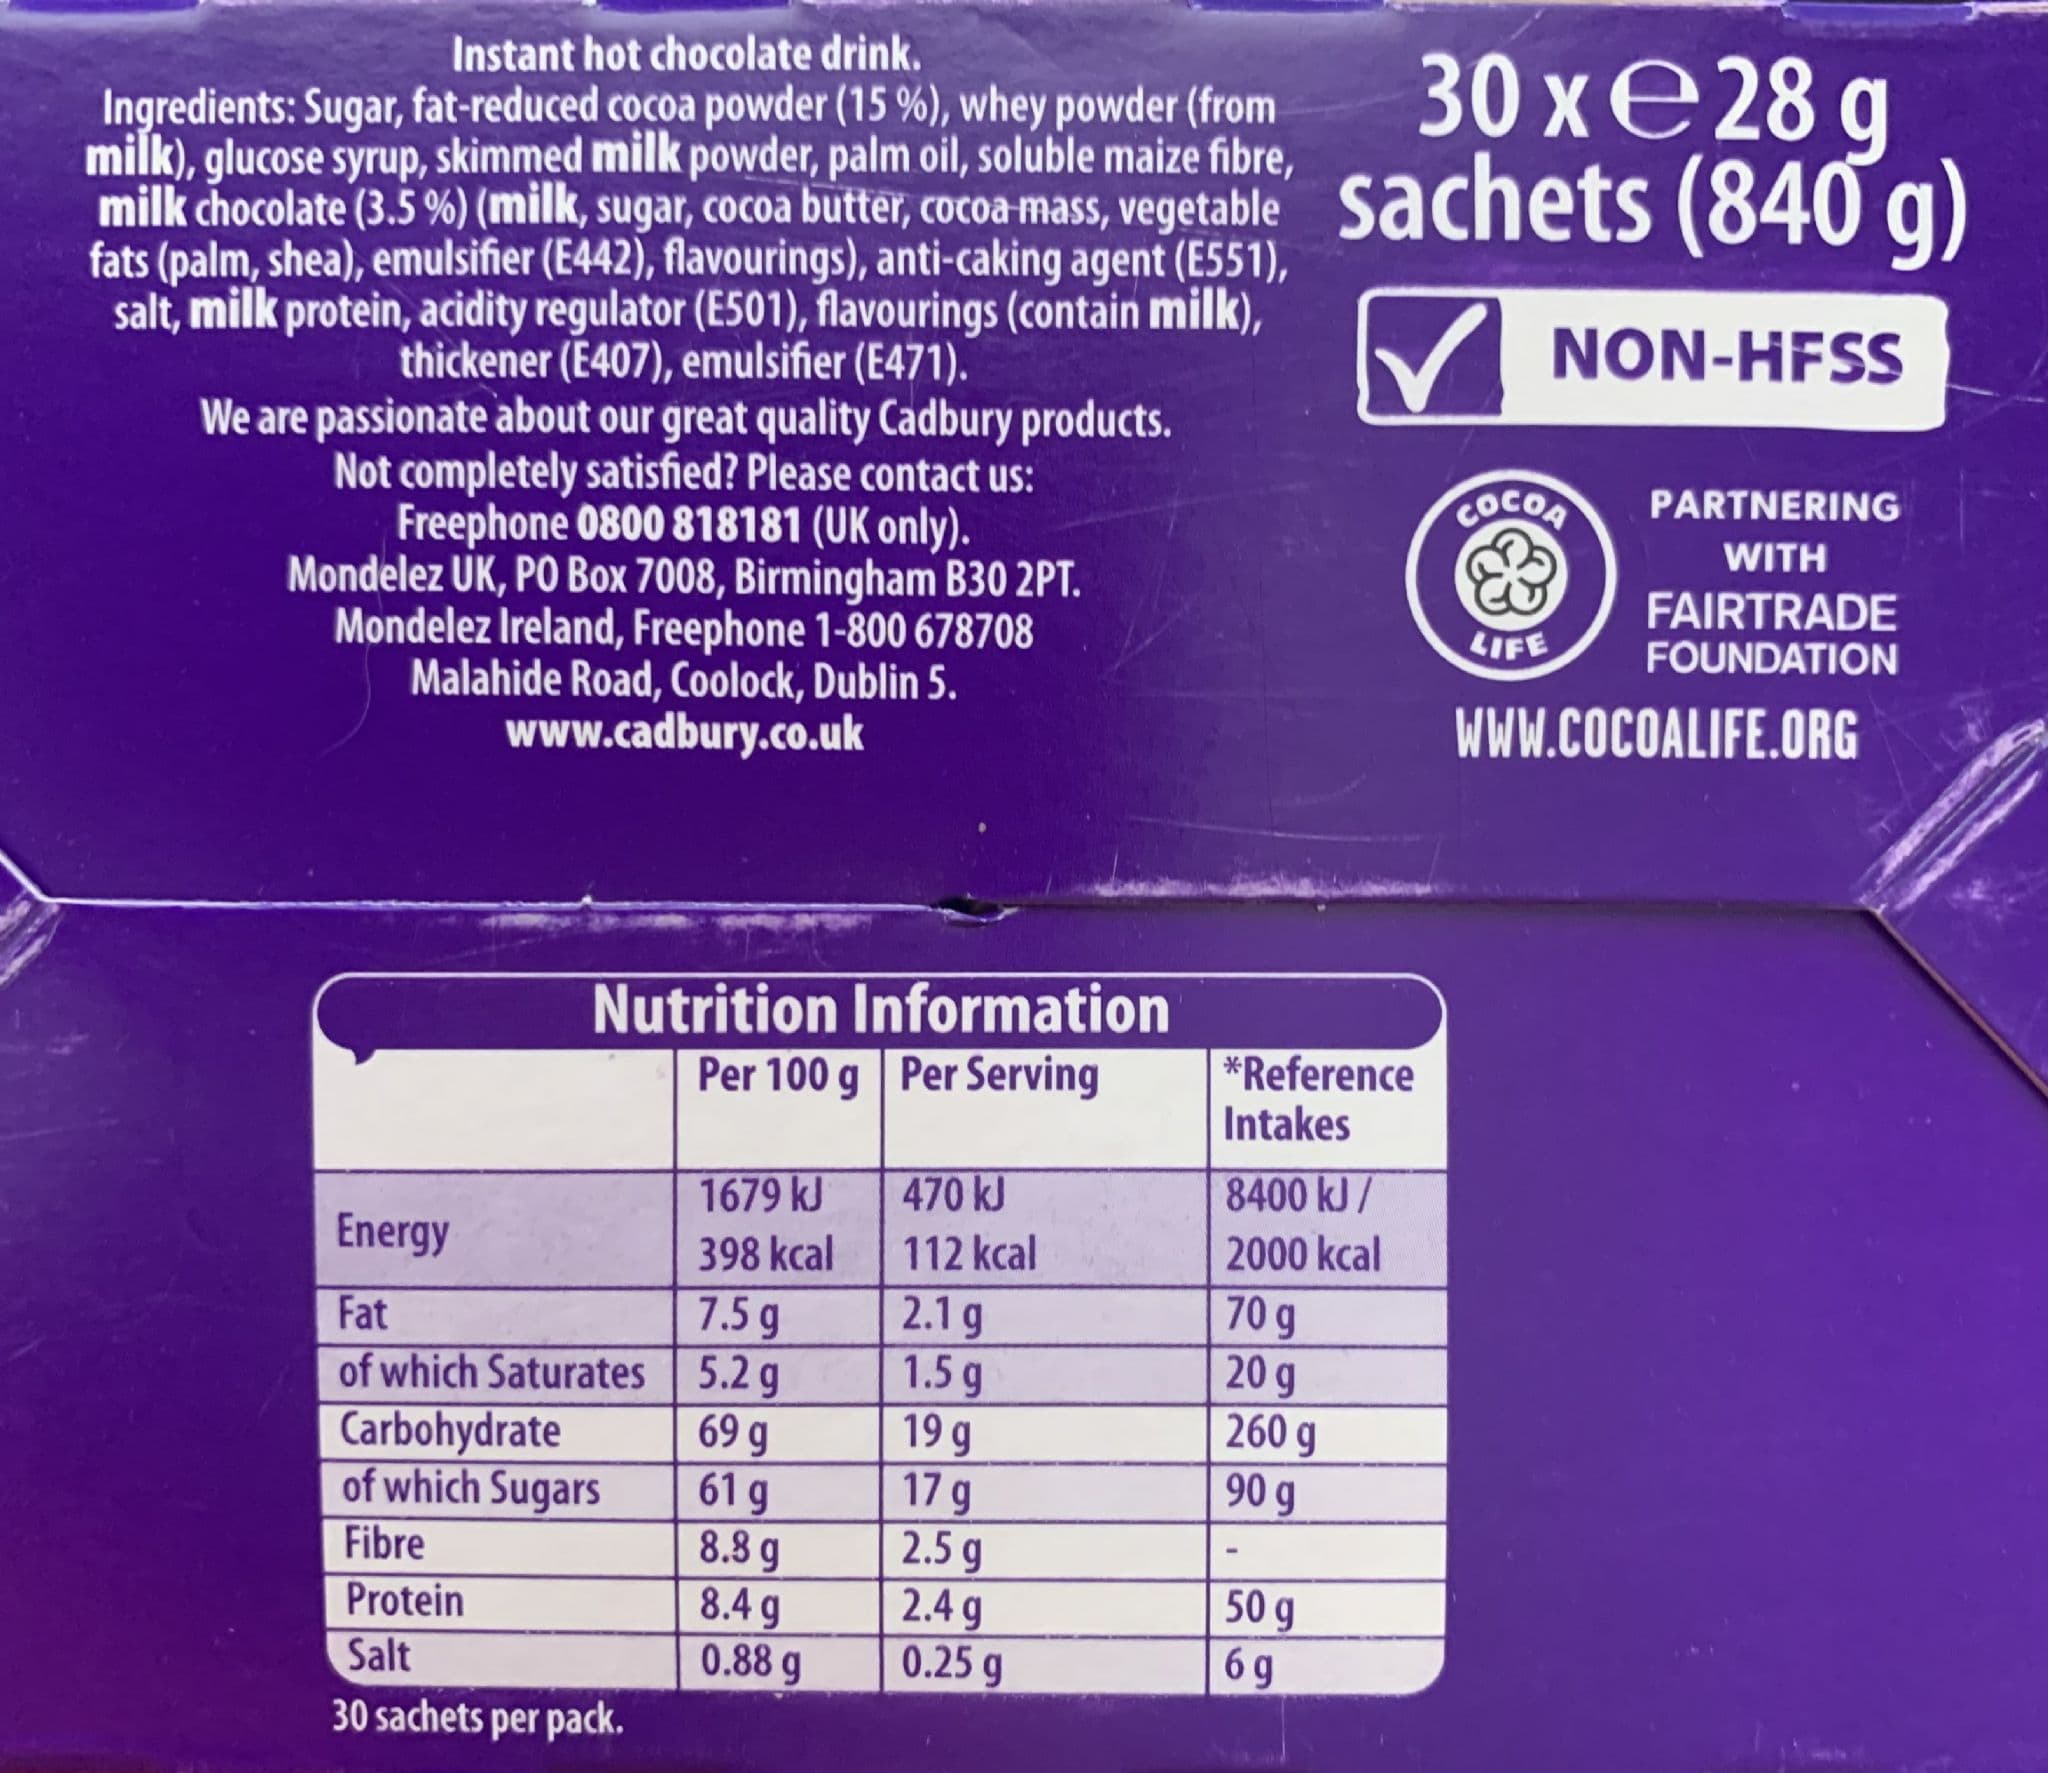 Instant hot chocolate drink.
Ingredients: Sugar, fat-reduced cocoa powder (15 %), whey powder (from
milk), glucose syrup, skimmed milk powder, palm oil, soluble maize fibre,
milk chocolate (3.5 %) (milk, sugar, cocoa butter, cocoa mass, vegetable
fats (palm, shea), emulsifier (E442), flavourings), anti-caking agent (E551),
salt, milk protein, acidity regulator (E501), flavourings (contain milk),
thickener (E407), emulsifier (E471).
We are passionate about our great quality Cadbury products.
Not completely satisfied? Please contact us:
Freephone 0800 818181 (UK only).
Mondelez UK, PO Box 7008, Birmingham B30 2PT.
Mondelez Ireland, Freephone 1-800 678708
Malahide Road, Coolock, Dublin 5.
www.cadbury.co.uk
30 x ℮ 28 g
sachets (840 g)
NON-HFSS
COCOA
LIFE
PARTNERING
WITH
FAIRTRADE
FOUNDATION
WWW.COCOALIFE.ORG
Nutrition Information
Per 100 g Per Serving *Reference
Intakes
Energy 1679 kJ 470 kJ 8400 kJ /
398 kcal 112 kcal 2000 kcal
Fat 7.5 g 2.1 g 70 g
of which Saturates 5.2 g 1.5 g 20 g
Carbohydrate 69 g 19 g 260 g
of which Sugars 61 g 17 g 90 g
Fibre 8.8 g 2.5 g -
Protein 8.4 g 2.4 g 50 g
Salt 0.88 g 0.25 g 6 g
30 sachets per pack.